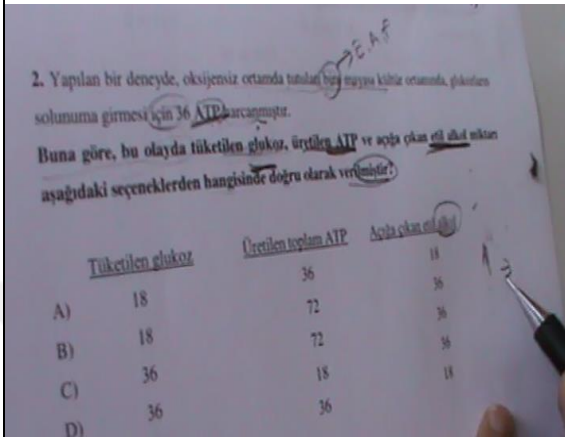 E.A.F
2. Yapılan bir deneyde, oksijensiz ortamda tutulan bira mayası kültür ortamında, glukozların
solunuma girmesi için 36 ATP harcanmıştır.
Buna göre, bu olayda tüketilen glukoz, üretilen ATP ve açığa çıkan etil alkol miktarı
aşağıdaki seçeneklerden hangisinde doğru olarak verilmiştir?
Tüketilen glukoz Üretilen toplam ATP Açığa çıkan etil alkol
A) 18 36 18
B) 18 72 36
C) 36 72 36
D) 36 18 36
36 18